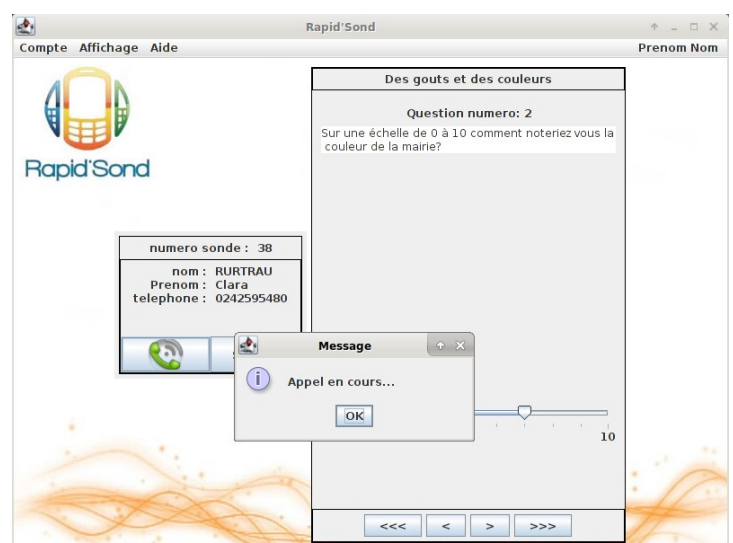 Rapid'Sond
Compte Affichage Aide Prenom Nom
Rapid'Sond
Des gouts et des couleurs
Question numero: 2
Sur une échelle de 0 à 10 comment noteriez vous la
couleur de la mairie?
numero sonde : 38
nom : RURTRAU
Prenom : Clara
telephone : 0242595480
Message
Appel en cours...
OK
10
<<< < > >>>